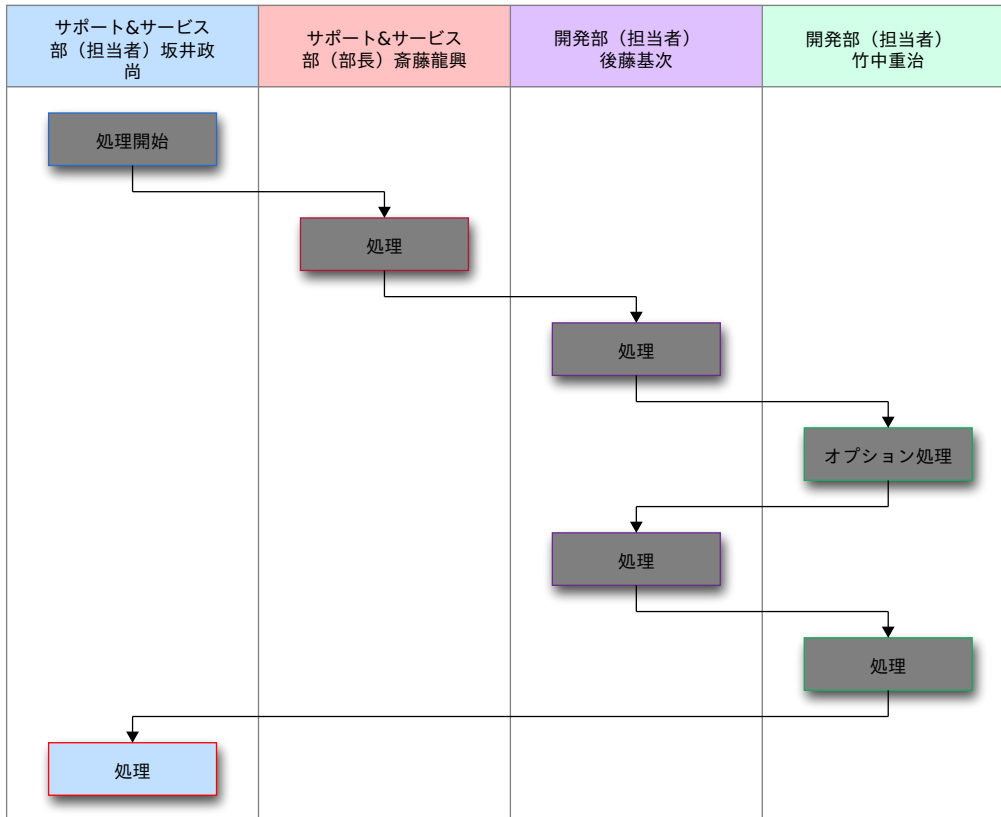 サポート&サービス
部（担当者）坂井政
尚
サポート&サービス
部（部長）斎藤龍興
開発部（担当者）
後藤基次
開発部（担当者）
竹中重治
処理開始
処理
処理
オプション処理
処理
処理
処理